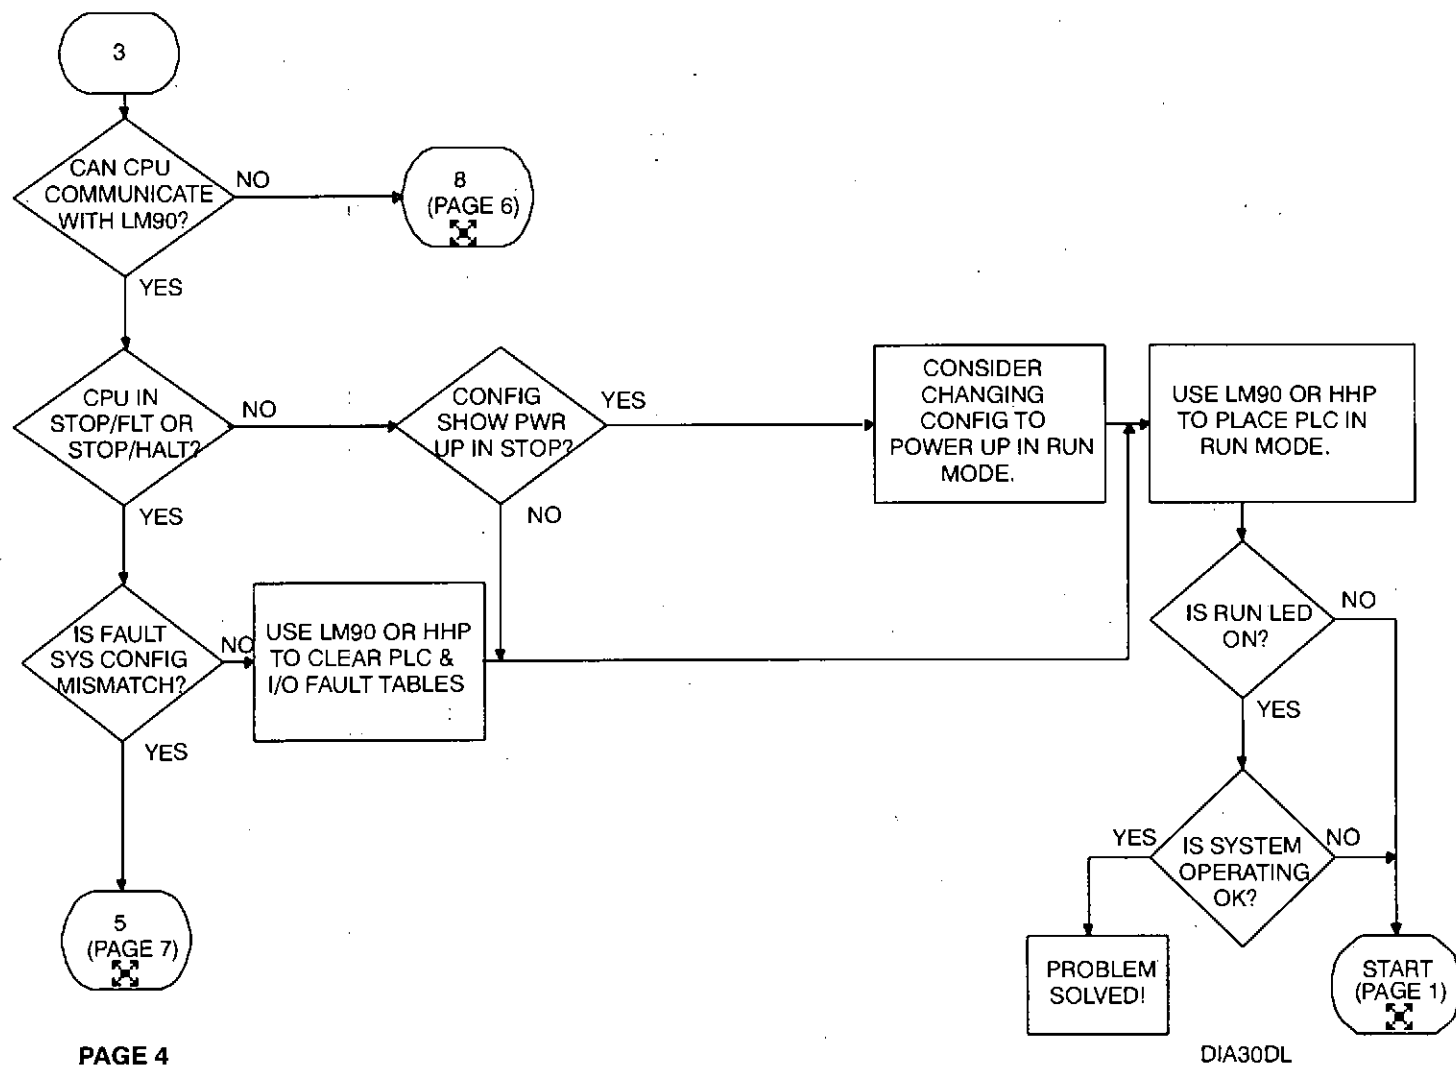 3
CAN CPU
COMMUNICATE
WITH LM90?
NO
8
(PAGE 6)
YES
CPU IN
STOP/FLT OR
STOP/HALT?
NO
CONFIG
SHOW PWR
UP IN STOP?
YES
CONSIDER
CHANGING
CONFIG TO
POWER UP IN RUN
MODE.
USE LM90 OR HHP
TO PLACE PLC IN
RUN MODE.
YES
NO
IS FAULT
SYS CONFIG
MISMATCH?
NO
USE LM90 OR HHP
TO CLEAR PLC &
I/O FAULT TABLES
IS RUN LED
ON?
NO
YES
YES
IS SYSTEM
OPERATING
OK?
YES
NO
5
(PAGE 7)
PROBLEM
SOLVED!
START
(PAGE 1)
PAGE 4
DIA30DL